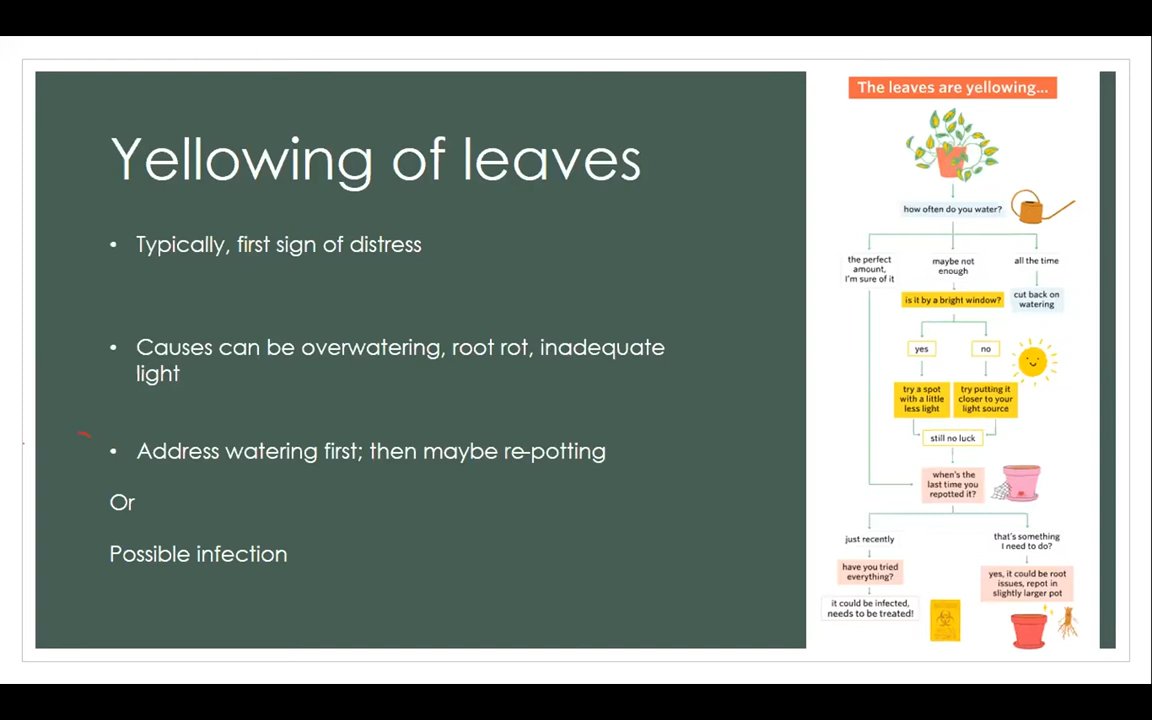 Yellowing of leaves
• Typically, first sign of distress
• Causes can be overwatering, root rot, inadequate
light
• Address watering first; then maybe re-potting
Or
Possible infection
The leaves are yellowing...
how often do you water?
the perfect
amount,
I'm sure of it
maybe not
enough
all the time
is it by a bright window?
cut back on
watering
yes
no
try a spot
with a little
less light
try putting it
closer to your
light source
still no luck
when's the
last time you
repotted it?
just recently
that's something
I need to do?
have you tried
everything?
yes, it could be root
issues, repot in
slightly larger pot
it could be infected,
needs to be treated!